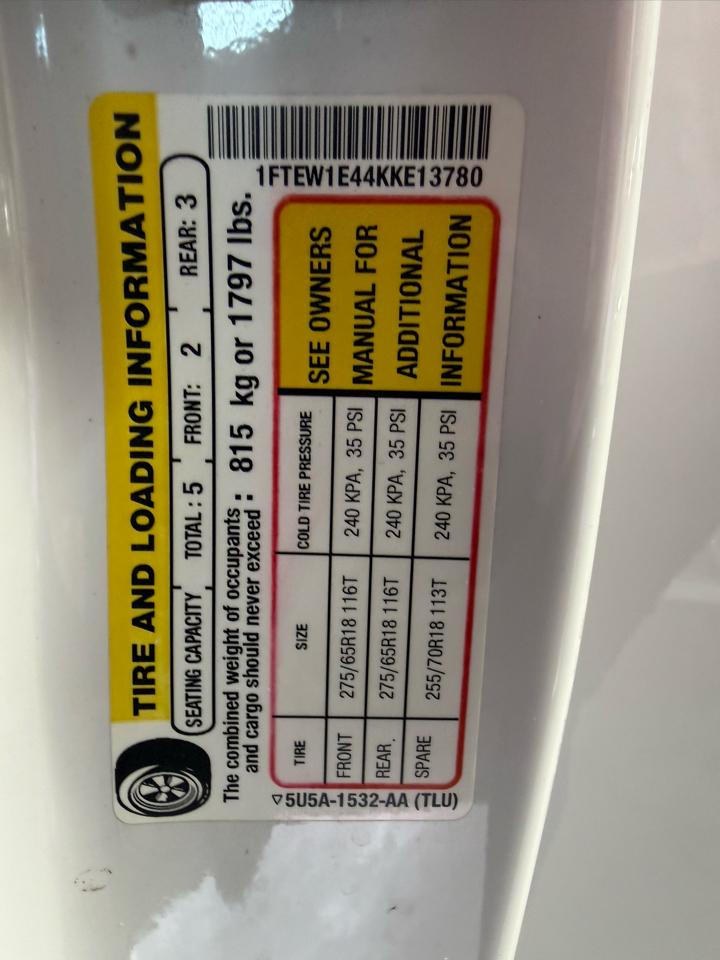 TIRE AND LOADING INFORMATION
SEATING CAPACITY TOTAL : 5 FRONT: 2 REAR: 3
The combined weight of occupants
and cargo should never exceed : 815 kg or 1797 lbs.
1FTEW1E44KKE13780
TIRE SIZE COLD TIRE PRESSURE
FRONT 275/65R18 116T 240 KPA, 35 PSI
REAR. 275/65R18 116T 240 KPA, 35 PSI
SPARE 255/70R18 113T 240 KPA, 35 PSI
SEE OWNERS
MANUAL FOR
ADDITIONAL
INFORMATION
5U5A-1532-AA (TLU)